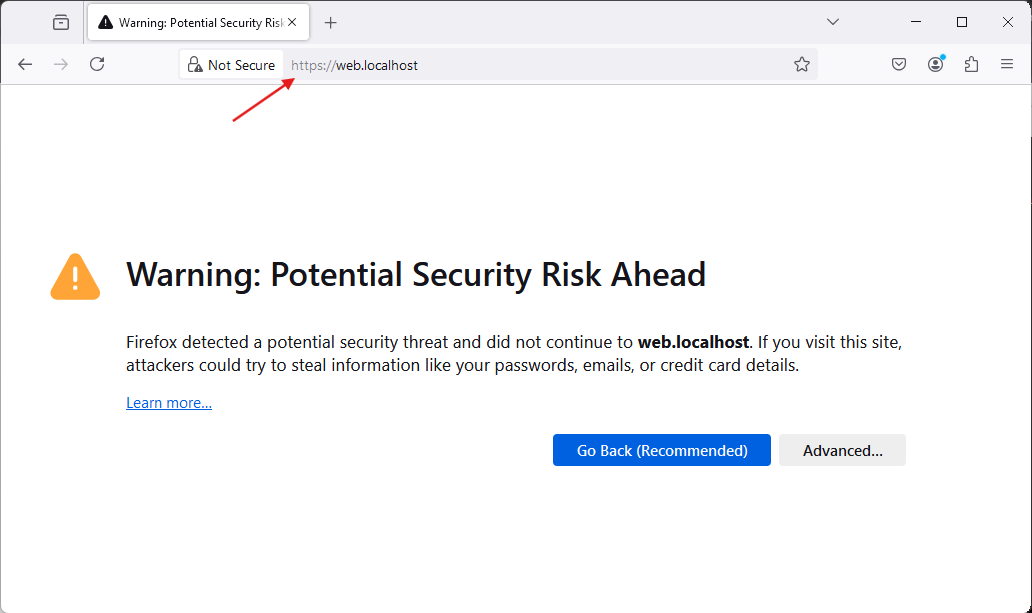 Warning: Potential Security Ris
Not Secure https://web.localhost
Warning: Potential Security Risk Ahead
Firefox detected a potential security threat and did not continue to web.localhost. If you visit this site,
attackers could try to steal information like your passwords, emails, or credit card details.
Learn more...
Go Back (Recommended) Advanced...